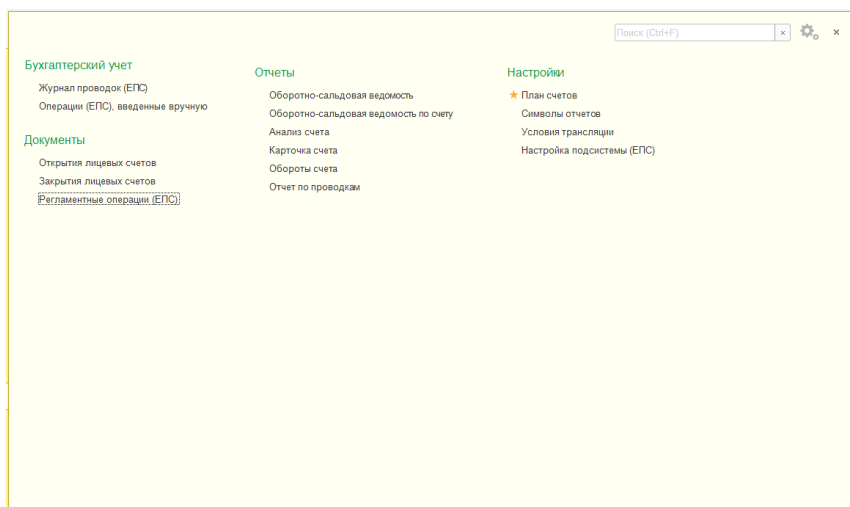 Поиск (Ctrl+F)
Бухгалтерский учет
Журнал проводок (ЕПС)
Операции (ЕПС), введенные вручную
Документы
Открытия лицевых счетов
Закрытия лицевых счетов
Регламентные операции (ЕПС)
Отчеты
Оборотно-сальдовая ведомость
Оборотно-сальдовая ведомость по счету
Анализ счета
Карточка счета
Обороты счета
Отчет по проводкам
Настройки
План счетов
Символы отчетов
Условия трансляции
Настройка подсистемы (ЕПС)